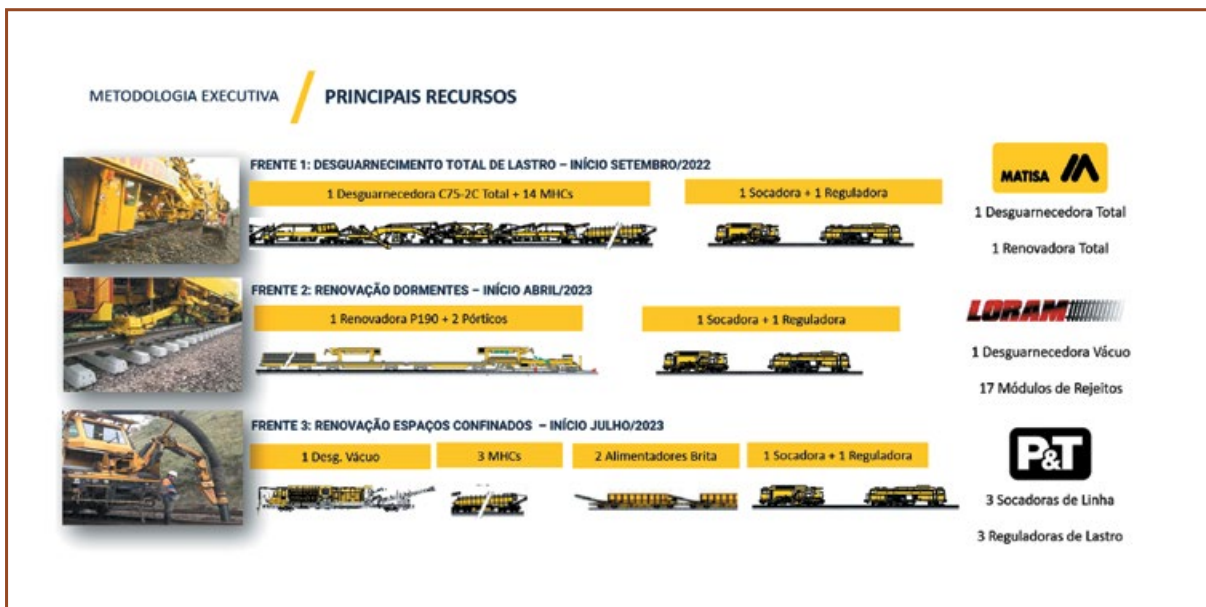 METODOLOGIA EXECUTIVA
PRINCIPAIS RECURSOS
FRENTE 1: DESGUARNECIMENTO TOTAL DE LASTRO – INÍCIO SETEMBRO/2022
1 Desguarnecedora C75-2C Total + 14 MHCs
1 Socadora + 1 Reguladora
FRENTE 2: RENOVAÇÃO DORMENTES – INÍCIO ABRIL/2023
1 Renovadora P190 + 2 Pórticos
1 Socadora + 1 Reguladora
FRENTE 3: RENOVAÇÃO ESPAÇOS CONFINADOS – INÍCIO JULHO/2023
1 Desg. Vácuo
3 MHCs
2 Alimentadores Brita
1 Socadora + 1 Reguladora
MATISA
1 Desguarnecedora Total
1 Renovadora Total
LORAM
1 Desguarnecedora Vácuo
17 Módulos de Rejeitos
P&T
3 Socadoras de Linha
3 Reguladoras de Lastro